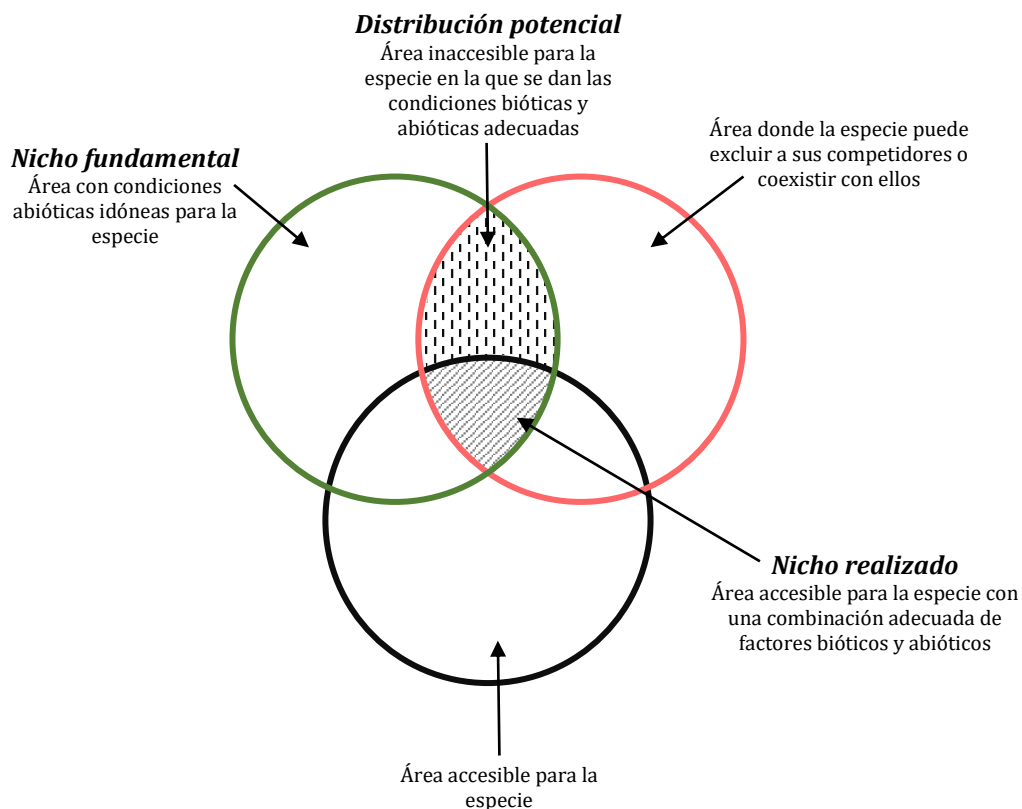 Distribución potencial
Área inaccesible para la
especie en la que se dan las
condiciones bióticas y
abióticas adecuadas
Nicho fundamental
Área con condiciones
abióticas idóneas para la
especie
Área donde la especie puede
excluir a sus competidores o
coexistir con ellos
Nicho realizado
Área accesible para la especie con
una combinación adecuada de
factores bióticos y abióticos
Área accesible para la
especie